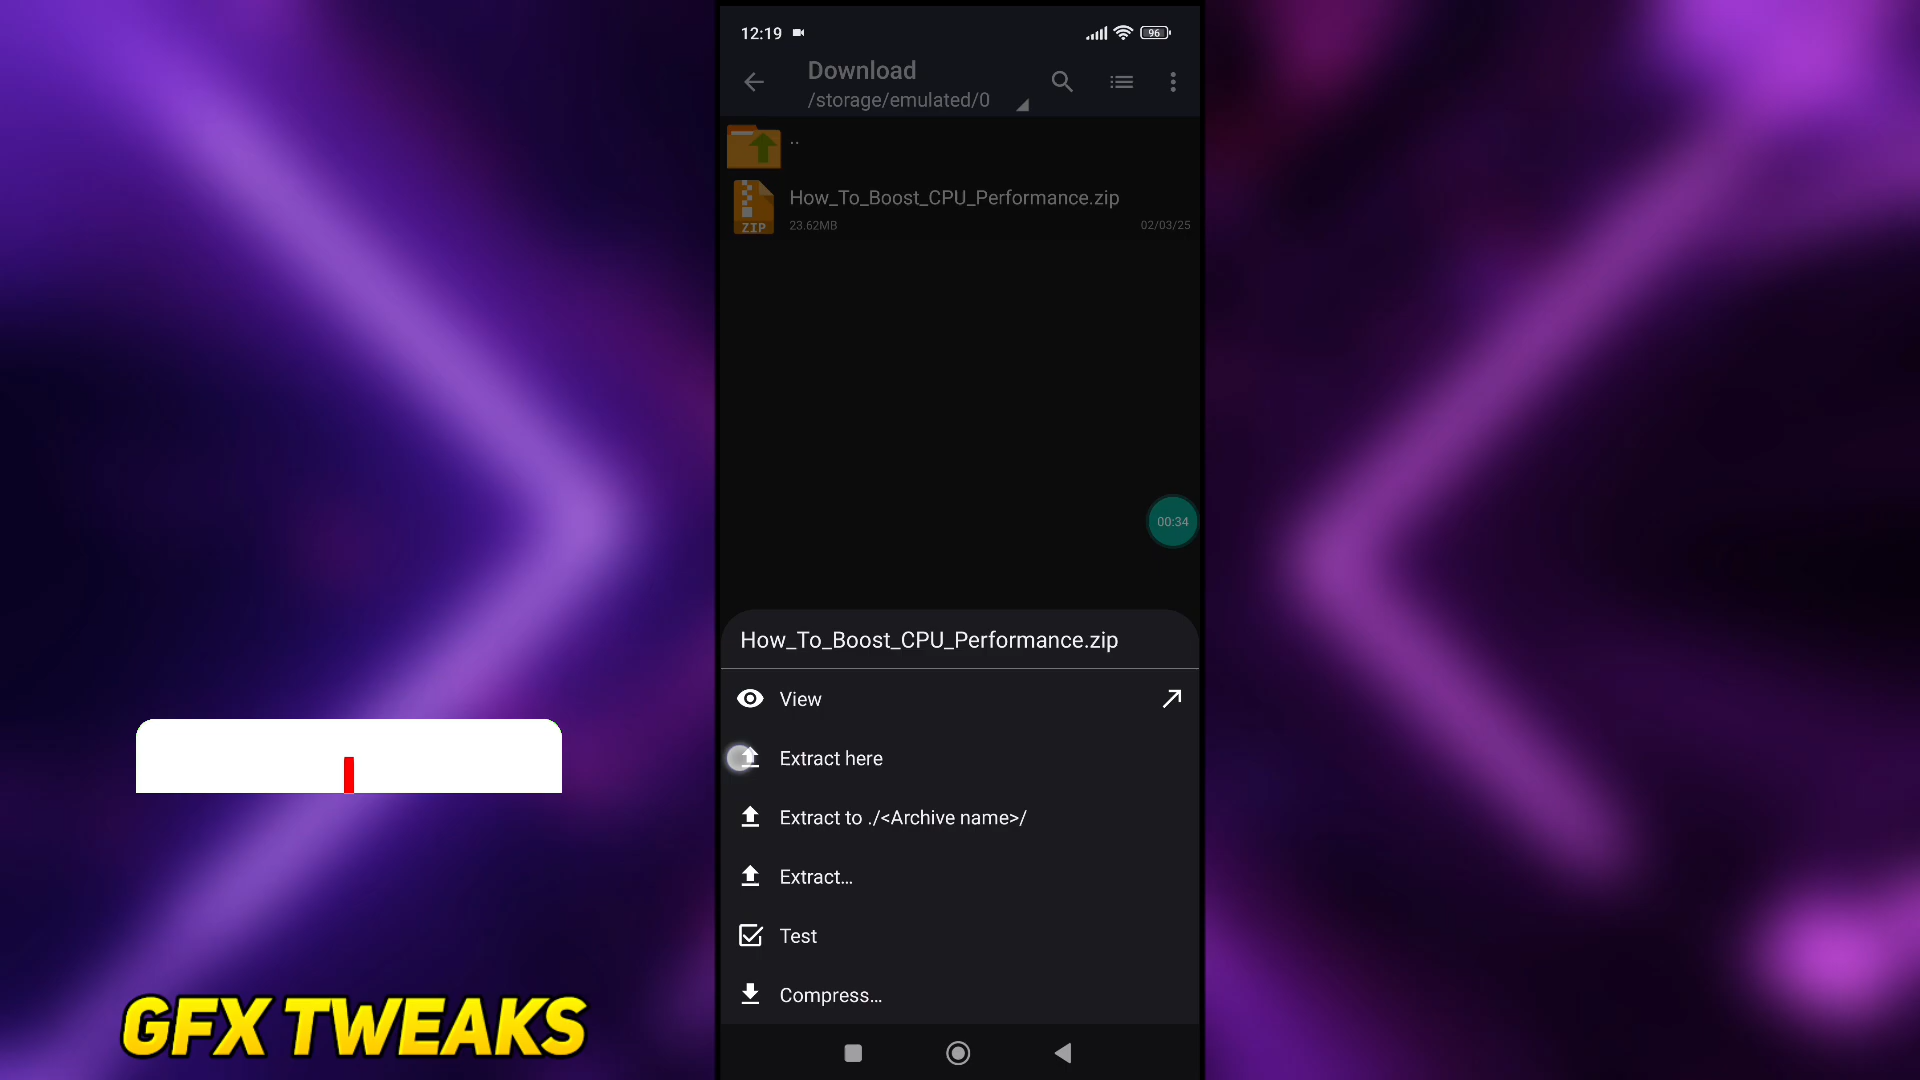 12:19
96
Download
/storage/emulated/0
..
How_To_Boost_CPU_Performance.zip
ZIP
23.62MB
02/03/25
00:34
How_To_Boost_CPU_Performance.zip
View
Extract here
Extract to ./<Archive name>/
Extract...
Test
Compress...
GFX TWEAKS